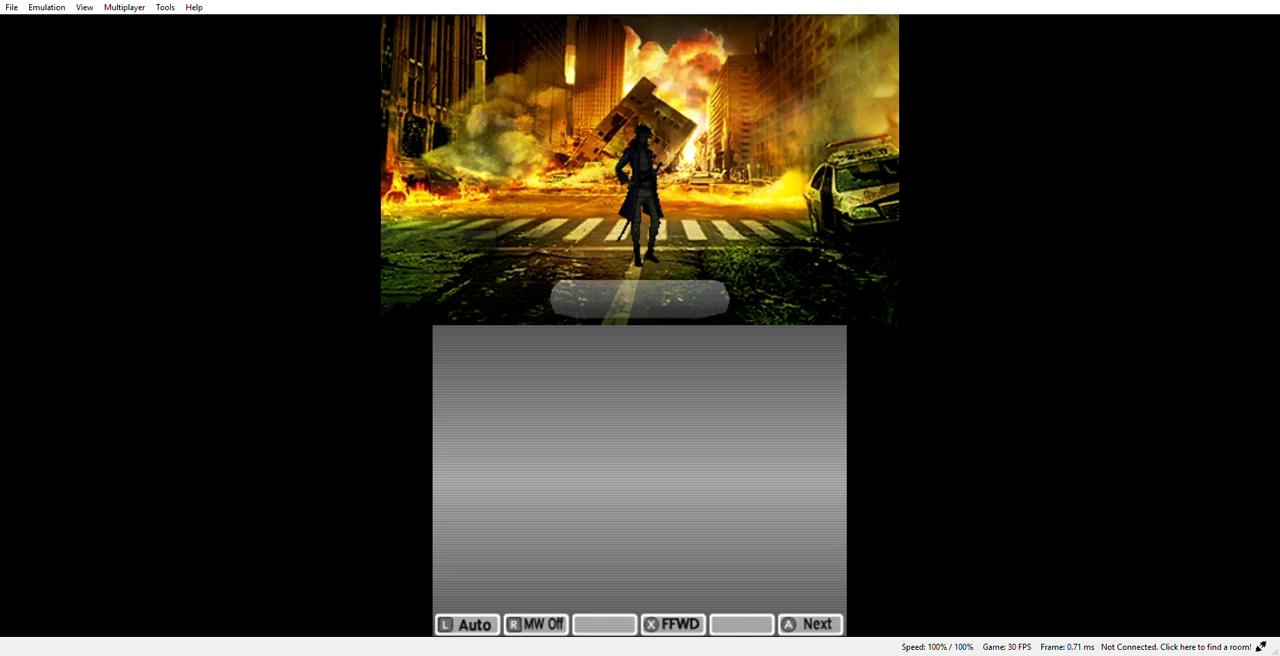 File Emulation View Multiplayer Tools Help
L Auto R MW Off X FFWD A Next
Speed: 100% / 100% Game: 30 FPS Frame: 0.71 ms Not Connected. Click here to find a room!